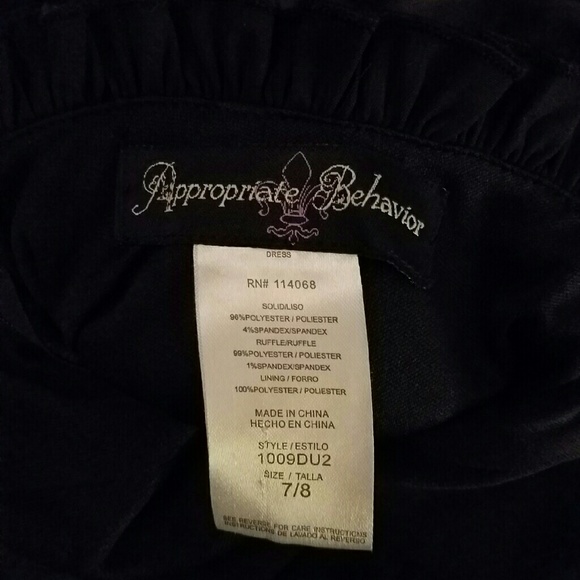 Appropriate Behavior
DRESS
RN# 114068
SOLID/LISO
96%POLYESTER / POLIESTER
4%SPANDEX/SPANDEX
RUFFLE/RUFFLE
99%POLYESTER / POLIESTER
1%SPANDEX/SPANDEX
LINING / FORRO
100%POLYESTER / POLIESTER
MADE IN CHINA
HECHO EN CHINA
STYLE / ESTILO
1009DU2
SIZE / TALLA
7/8
SEE REVERSE FOR CARE INSTRUCTIONS
INSTRUCTIONS DE LAVADO AL REVERSO